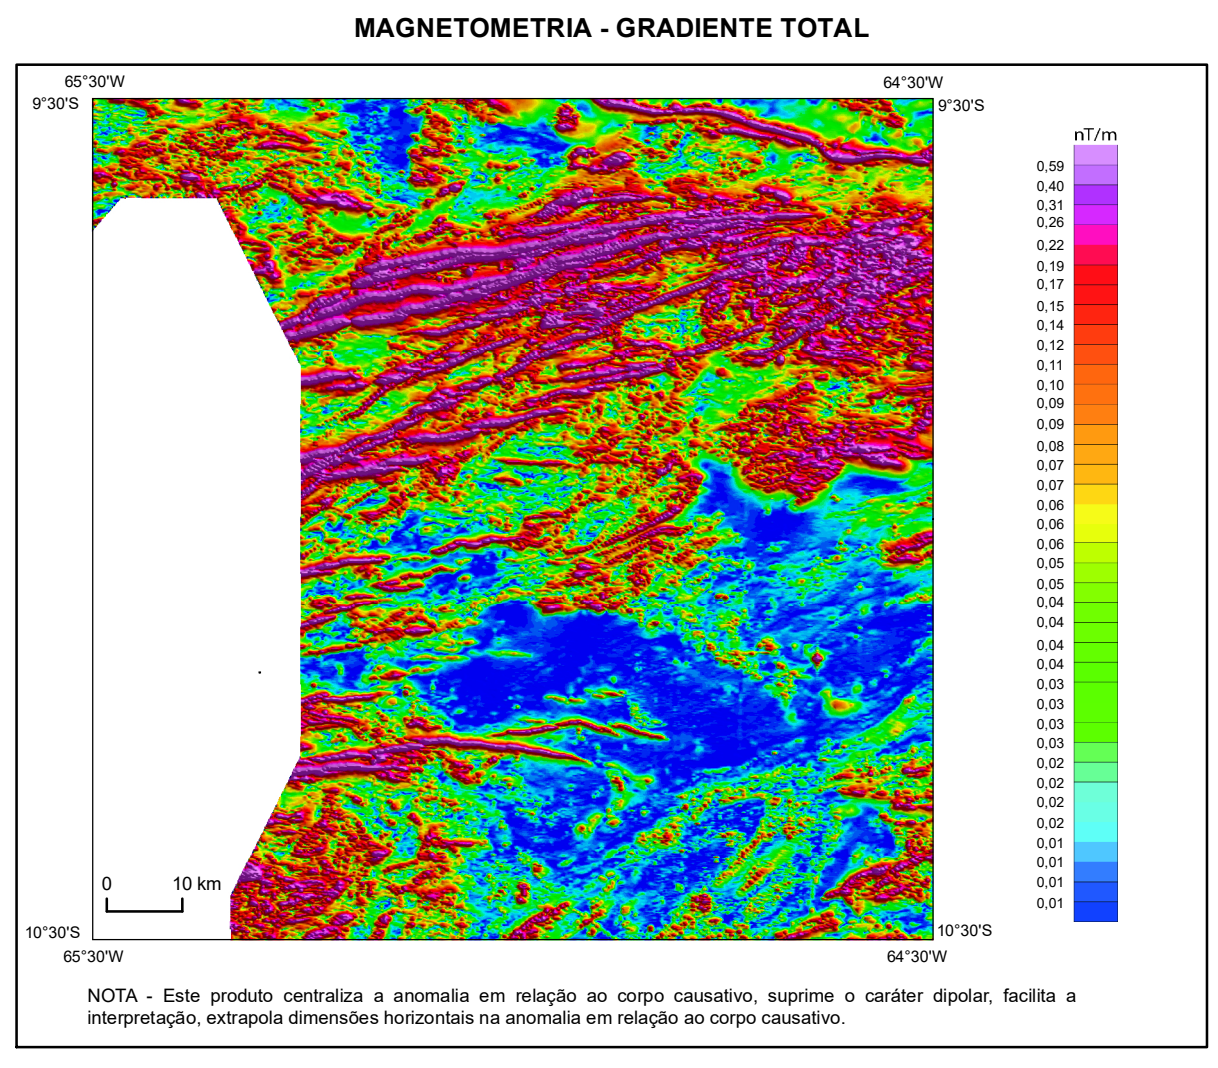 MAGNETOMETRIA - GRADIENTE TOTAL
65°30'W
64°30'W
9°30'S
9°30'S
nT/m
0,59
0,40
0,31
0,26
0,22
0,19
0,17
0,15
0,14
0,12
0,11
0,10
0,09
0,09
0,08
0,07
0,07
0,06
0,06
0,06
0,05
0,05
0,04
0,04
0,04
0,04
0,03
0,03
0,03
0,03
0,02
0,02
0,02
0,02
0,01
0,01
0,01
0,01
0 10 km
10°30'S
10°30'S
65°30'W
64°30'W
NOTA - Este produto centraliza a anomalia em relação ao corpo causativo, suprime o caráter dipolar, facilita a
interpretação, extrapola dimensões horizontais na anomalia em relação ao corpo causativo.